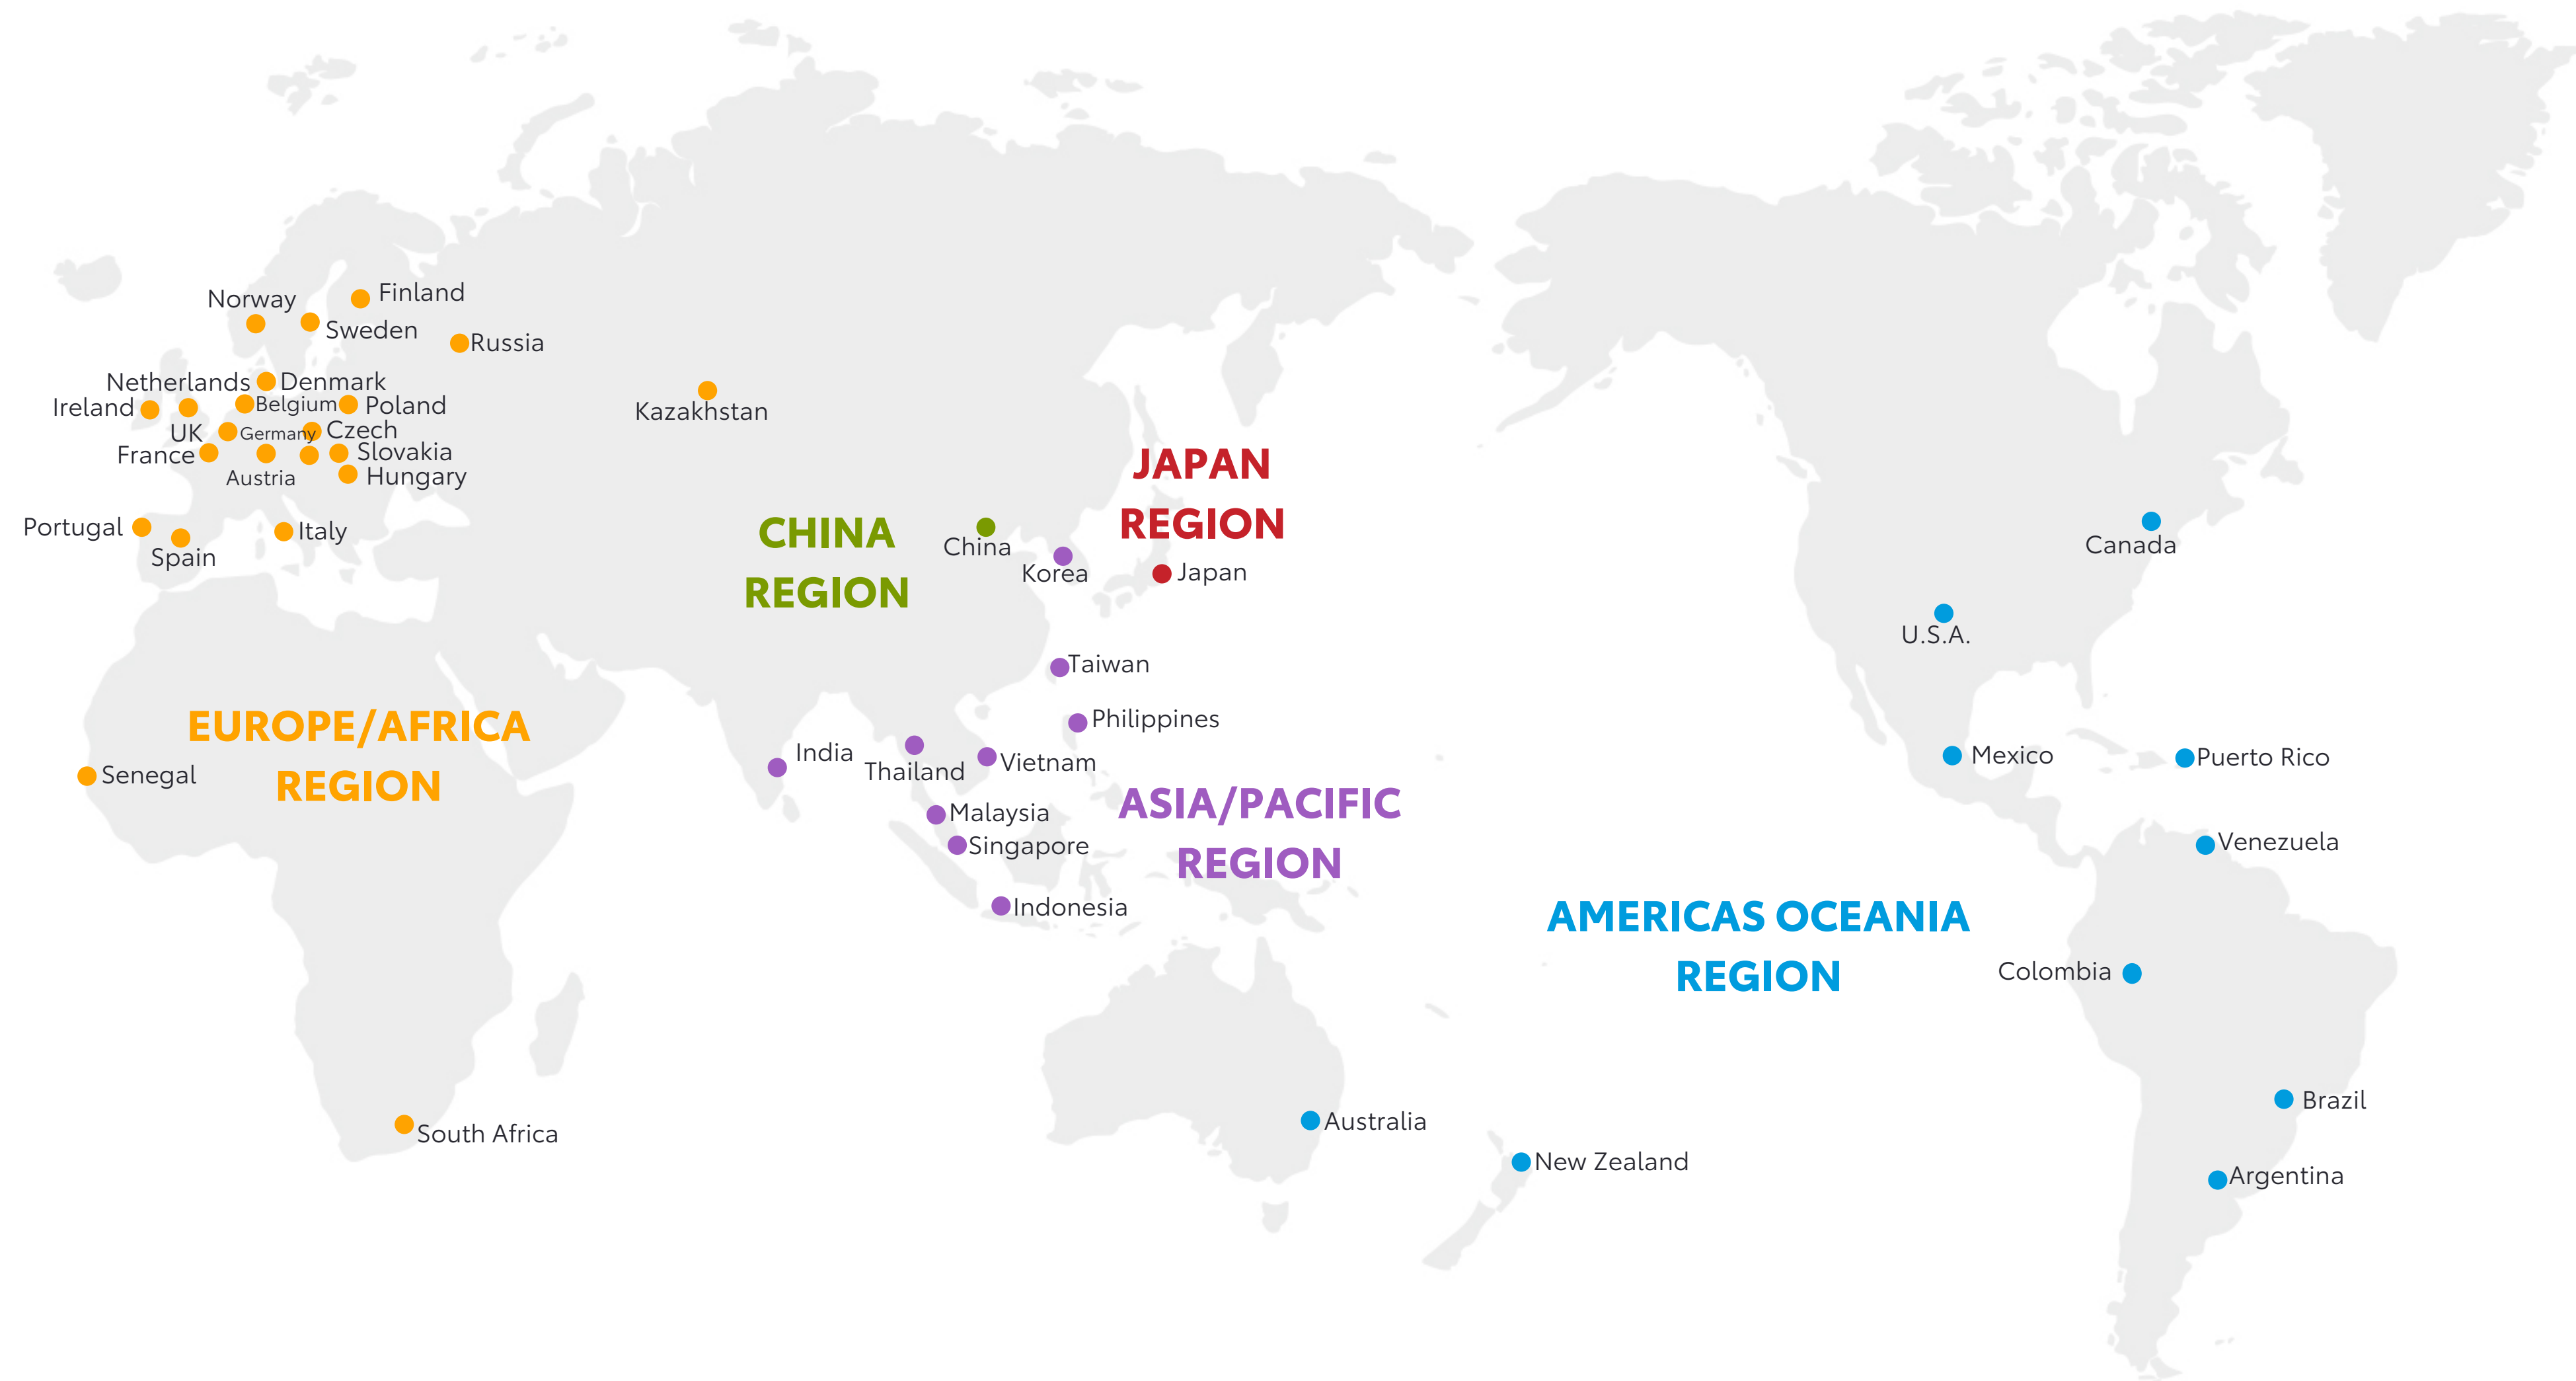 Norway
Finland
Sweden
Russia
Netherlands
Denmark
Ireland
Belgium
Poland
UK
Germany
Czech
France
Slovakia
Austria
Hungary
Portugal
Spain
Italy
Kazakhstan
EUROPE/AFRICA
REGION
Senegal
South Africa
CHINA
REGION
China
JAPAN
REGION
Korea
Japan
Taiwan
Philippines
India
Thailand
Vietnam
Malaysia
Singapore
Indonesia
ASIA/PACIFIC
REGION
AMERICAS OCEANIA
REGION
Australia
New Zealand
Canada
U.S.A.
Mexico
Puerto Rico
Venezuela
Colombia
Brazil
Argentina